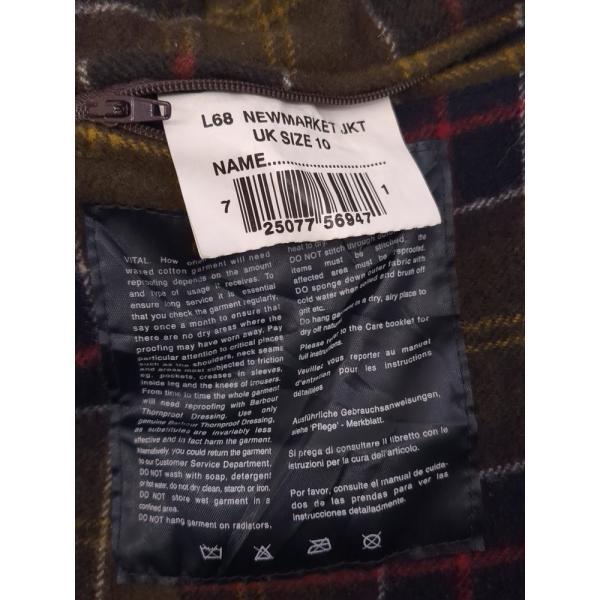 L68 NEWMARKET JKT
UK SIZE 10
NAME..............................
7 25077 56947 1
VITAL. How often your
waxed cotton garment will need
reproofing depends on the amount
and type of usage it receives. To
ensure long service it is essential
that you check the garment regularly,
say once a month to ensure that
there are no dry areas where the
proofing may have worn away. Pay
particular attention to critical places
such as the shoulders, neck seams
and areas most subjected to friction
eg. pockets, creases in sleeves,
inside leg and the knees of trousers.
From time to time the whole garment
will need reproofing with Barbour
Thornproof Dressing. Use only
genuine Barbour Thornproof Dressing,
as substitutes are invariably less
effective and in fact harm the garment.
Alternatively, you could return the garment
to our Customer Service Department.
DO NOT wash with soap, detergent
or hot water, do not dry clean, starch or iron.
DO NOT store wet garment in a
confined area.
DO NOT hang garment on radiators,
heat to dry.
DO NOT stitch through outer
items must be stitched, the
affected area must be reproofed.
DO sponge down outer fabric with
cold water when soiled and brush off
grit etc.
Do hang garment in a dry, airy place to
dry off naturally
Please refer to the Care booklet for
full instructions.
Veuillez vous reporter au manuel
d'entretien pour les instructions
détaillées
Ausführliche Gebrauchsanweisungen,
siehe 'Pflege' - Merkblatt.
Si prega di consultare il libretto con le
istruzioni per la cura dell'articolo.
Por favor, consulte el manual de cuida-
dos de las prendas para ver las
instrucciones detalladamente.